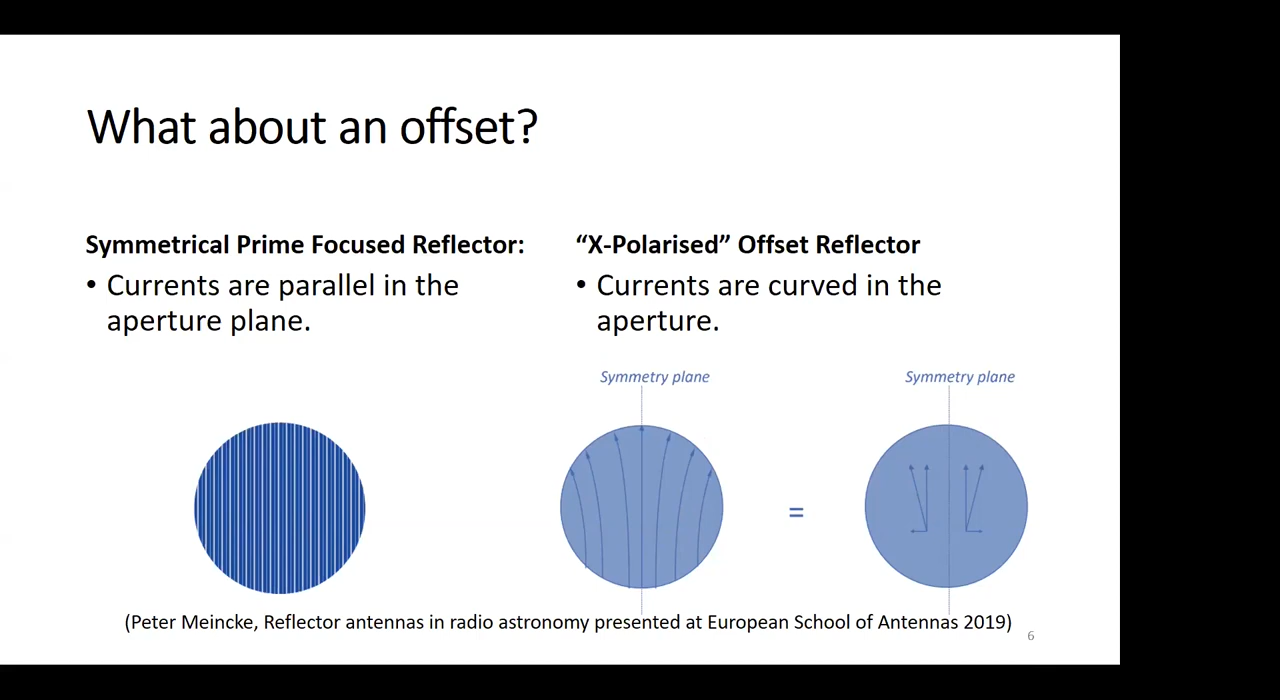 What about an offset?
Symmetrical Prime Focused Reflector:
• Currents are parallel in the
aperture plane.
“X-Polarised” Offset Reflector
• Currents are curved in the
aperture.
Symmetry plane
Symmetry plane
=
(Peter Meincke, Reflector antennas in radio astronomy presented at European School of Antennas 2019)
6